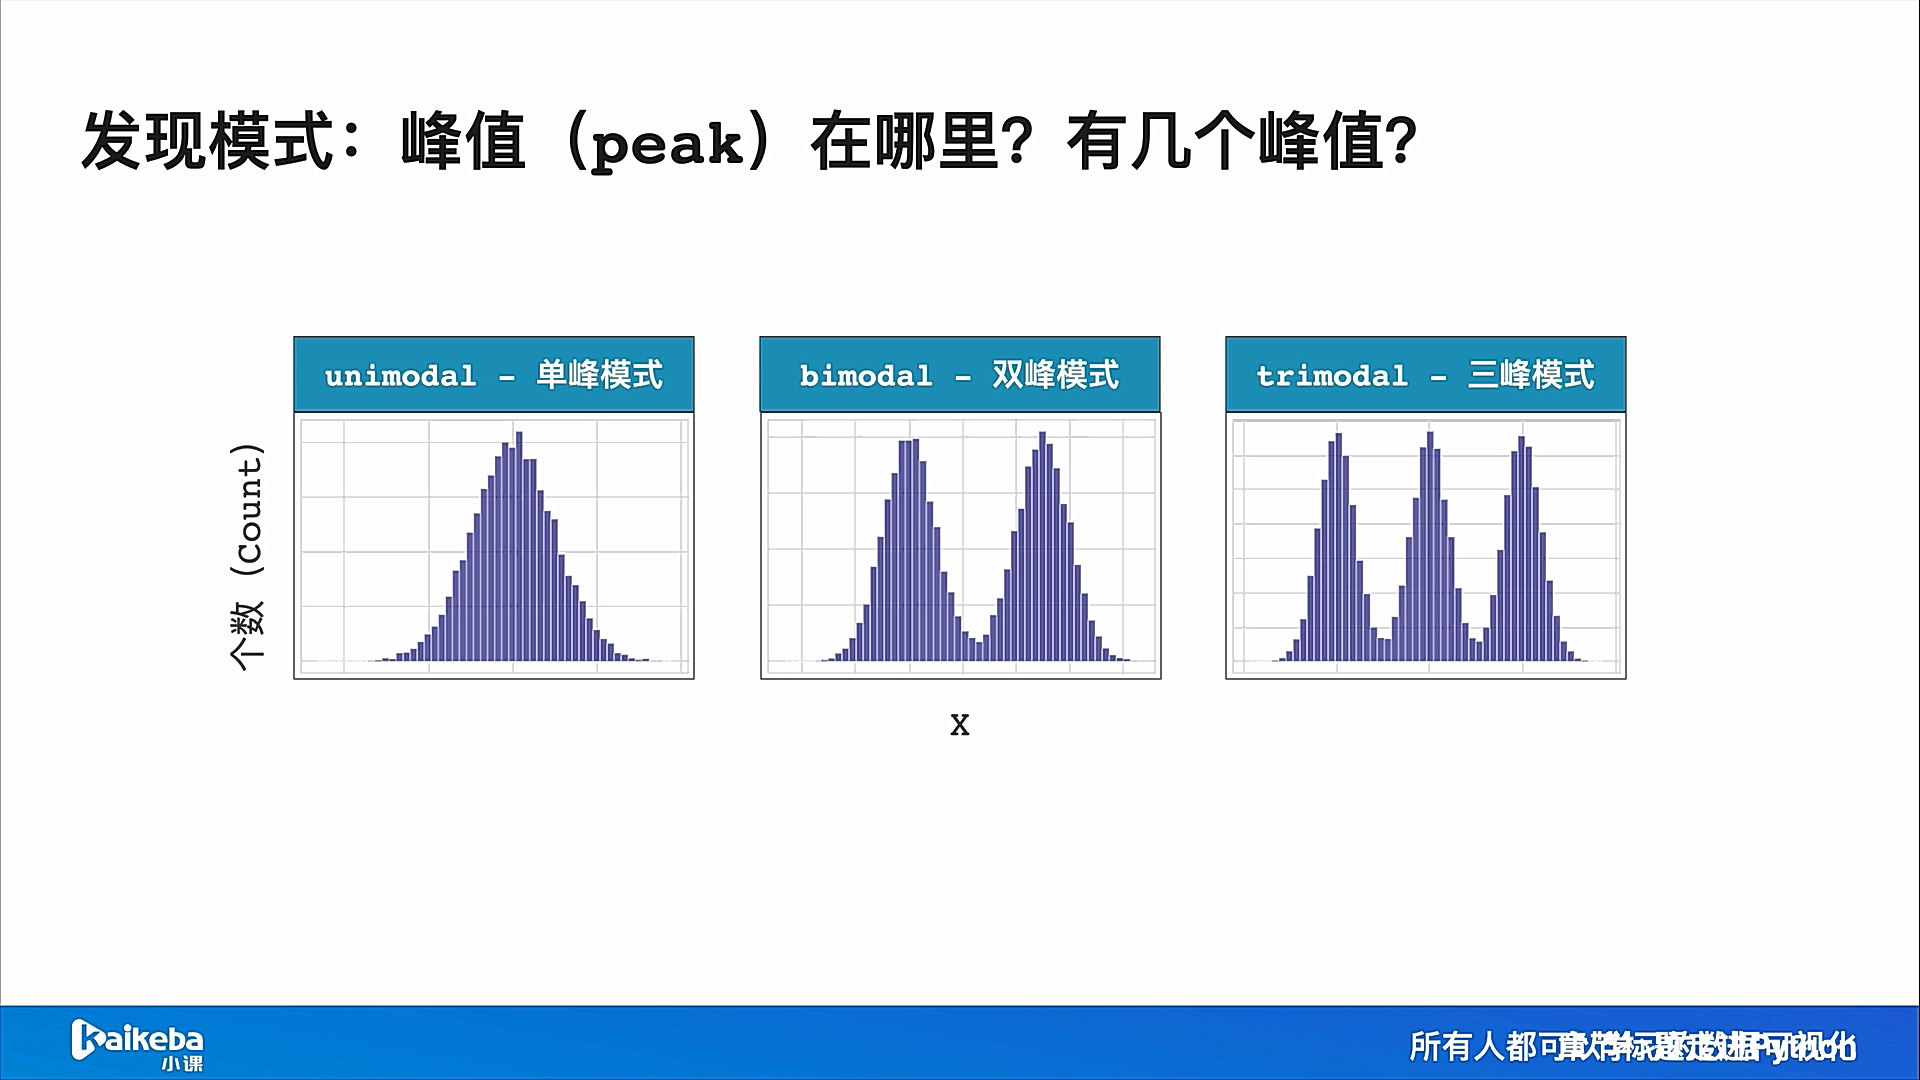 发现模式：峰值（peak）在哪里？有几个峰值？
unimodal - 单峰模式
bimodal - 双峰模式
trimodal - 三峰模式
个数 (Count)
X
kaikeba
小课
所有人都可